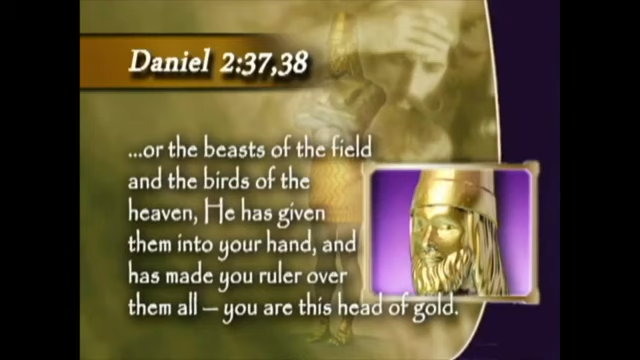 Daniel 2:37,38
...or the beasts of the field
and the birds of the
heaven, He has given
them into your hand, and
has made you ruler over
them all — you are this head of gold.